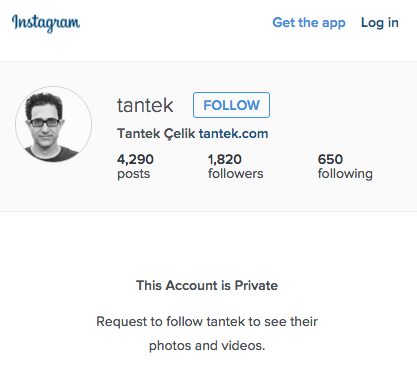 Instagram
Get the app Log in
tantek FOLLOW
Tantek Çelik tantek.com
4,290 1,820 650
posts followers following
This Account is Private
Request to follow tantek to see their
photos and videos.